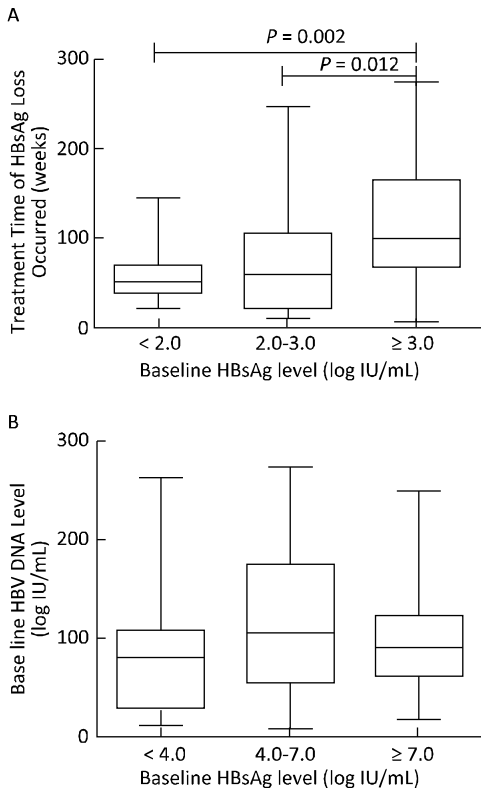 A
P = 0.002
P = 0.012
Treatment Time of HBsAg Loss
Occurred (weeks)
300
200
100
0
< 2.0 2.0-3.0 ≥ 3.0
Baseline HBsAg level (log IU/mL)
B
Base line HBV DNA Level
(log IU/mL)
300
200
100
0
< 4.0 4.0-7.0 ≥ 7.0
Baseline HBsAg level (log IU/mL)